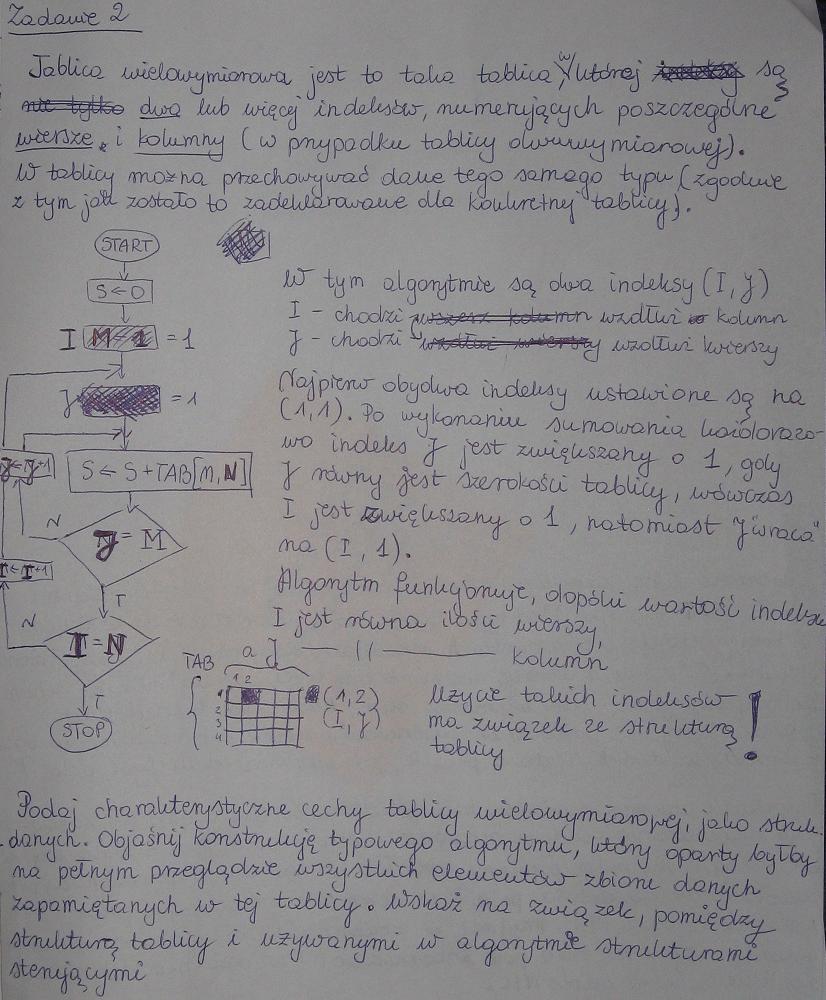 Zadanie 2
Tablica wielowymiarowa jest to taka tablica, w której są
dwa lub więcej indeksów, numerujących poszczególne
wiersze i kolumny (w przypadku tablicy dwuwymiarowej).
W tablicy można przechowywać dane tego samego typu (zgodnie
z tym jak zostało to zadeklarowane dla konkretnej tablicy).
START
S ← 0
I = 1
J = 1
J ← J+1
S ← S + TAB[M, N]
N
J = M
T
I ← I+1
N
I = N
T
STOP
W tym algorytmie są dwa indeksy (I, J)
I - chodzi wzdłuż kolumn
J - chodzi wzdłuż wierszy
Najpierw obydwa indeksy ustawione są na
(1,1). Po wykonaniu sumowania każdorazo-
wo indeks J jest zwiększany o 1, gdy
J równy jest szerokości tablicy, wówczas
I jest zwiększany o 1, natomiast J "wraca"
na (I, 1).
Algorytm funkcjonuje, dopóki wartość indeksu
I jest równa ilości wierszy,
a J — || — kolumn
TAB
1 2
1
2
3
4
(1,2)
(I, J)
Użycie takich indeksów
ma związek ze strukturą
tablicy !
Podaj charakterystyczne cechy tablicy wielowymiarowej, jako struk.
danych. Objaśnij konstrukcję typowego algorytmu, który oparty byłby
na pełnym przeglądzie wszystkich elementów zbioru danych
zapamiętanych w tej tablicy. Wskaż na związek, pomiędzy
strukturą tablicy i używanymi w algorytmie strukturami
sterującymi